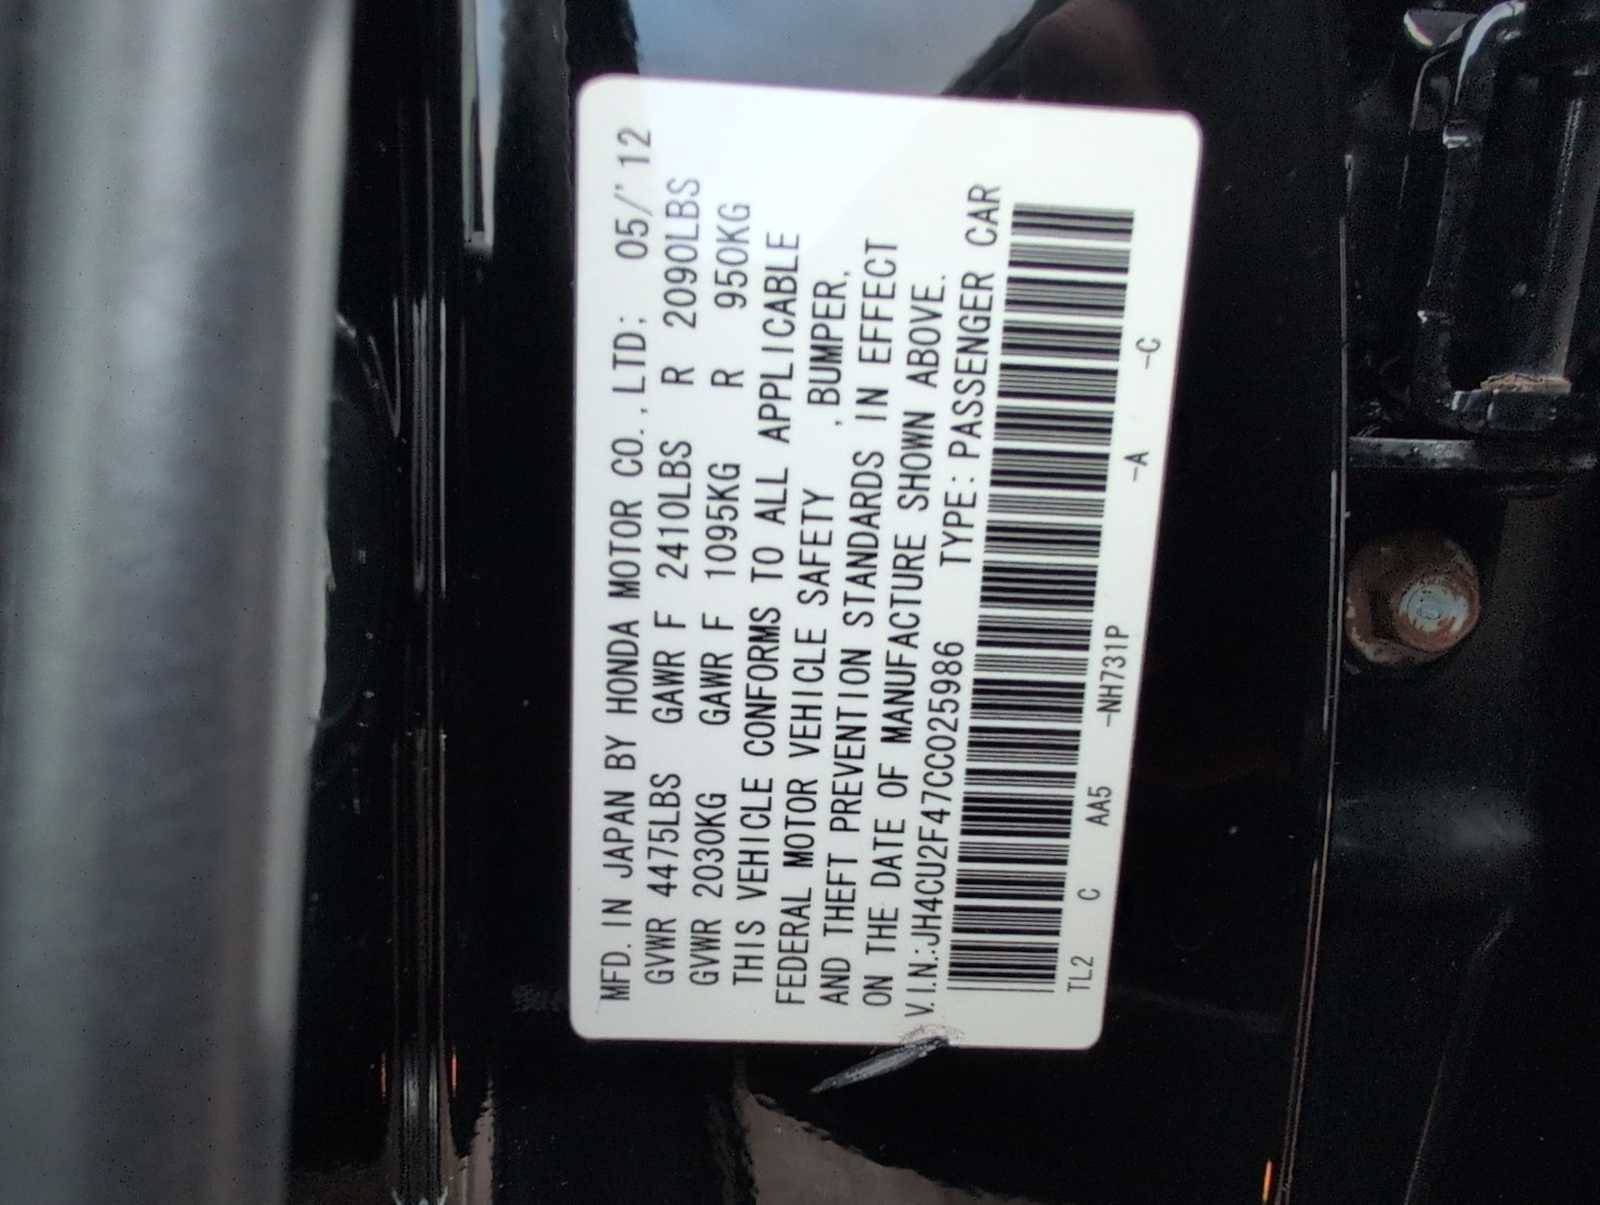 MFD. IN JAPAN BY HONDA MOTOR CO., LTD; 05/'12
GVWR 4475LBS GAWR F 2410LBS R 2090LBS
GVWR 2030KG GAWR F 1095KG R 950KG
THIS VEHICLE CONFORMS TO ALL APPLICABLE
FEDERAL MOTOR VEHICLE SAFETY , BUMPER,
AND THEFT PREVENTION STANDARDS IN EFFECT
ON THE DATE OF MANUFACTURE SHOWN ABOVE.
V.I.N.:JH4CU2F47CC025986 TYPE: PASSENGER CAR
TL2 C AA5 -NH731P -A -C